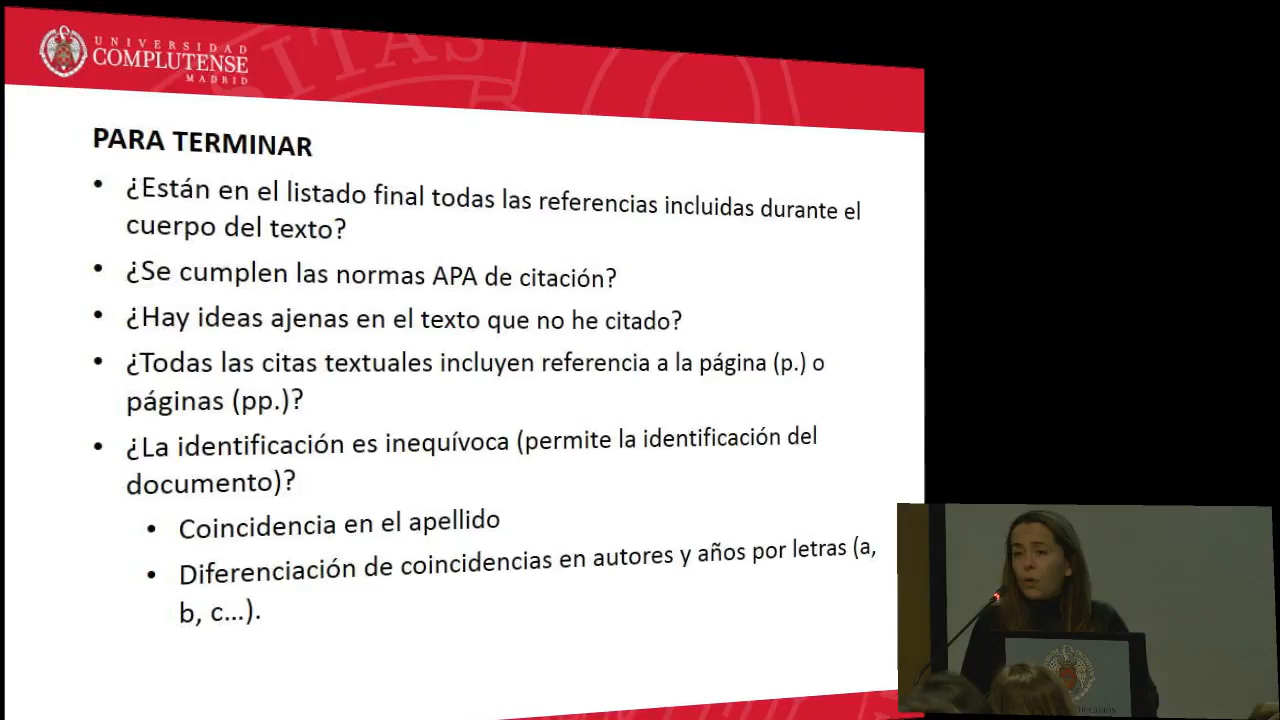 UNIVERSIDAD
COMPLUTENSE
MADRID
PARA TERMINAR
• ¿Están en el listado final todas las referencias incluidas durante el
cuerpo del texto?
• ¿Se cumplen las normas APA de citación?
• ¿Hay ideas ajenas en el texto que no he citado?
• ¿Todas las citas textuales incluyen referencia a la página (p.) o
páginas (pp.)?
• ¿La identificación es inequívoca (permite la identificación del
documento)?
• Coincidencia en el apellido
• Diferenciación de coincidencias en autores y años por letras (a,
b, c...).